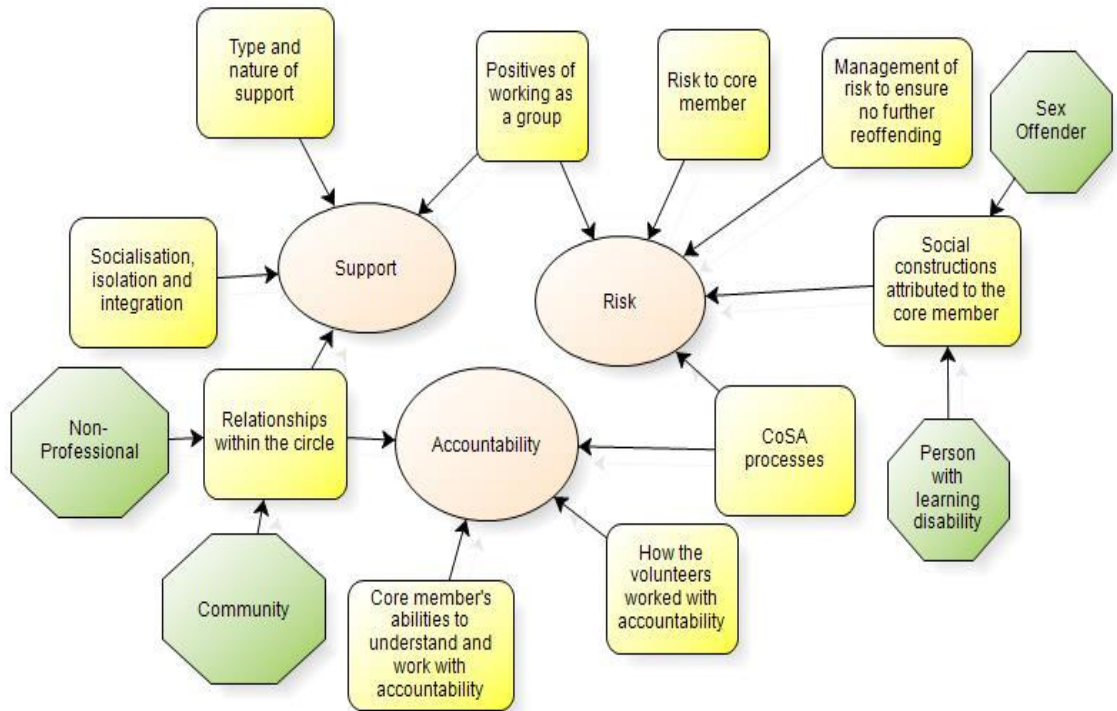 Type and
nature of
support
Positives of
working as
a group
Risk to core
member
Management of
risk to ensure
no further
reoffending
Sex
Offender
Socialisation,
isolation and
integration
Support
Risk
Social
constructions
attributed to the
core member
Non-
Professional
Relationships
within the circle
Accountability
CoSA
processes
Person
with
learning
disability
Community
Core member's
abilities to
understand and
work with
accountability
How the
volunteers
worked with
accountability